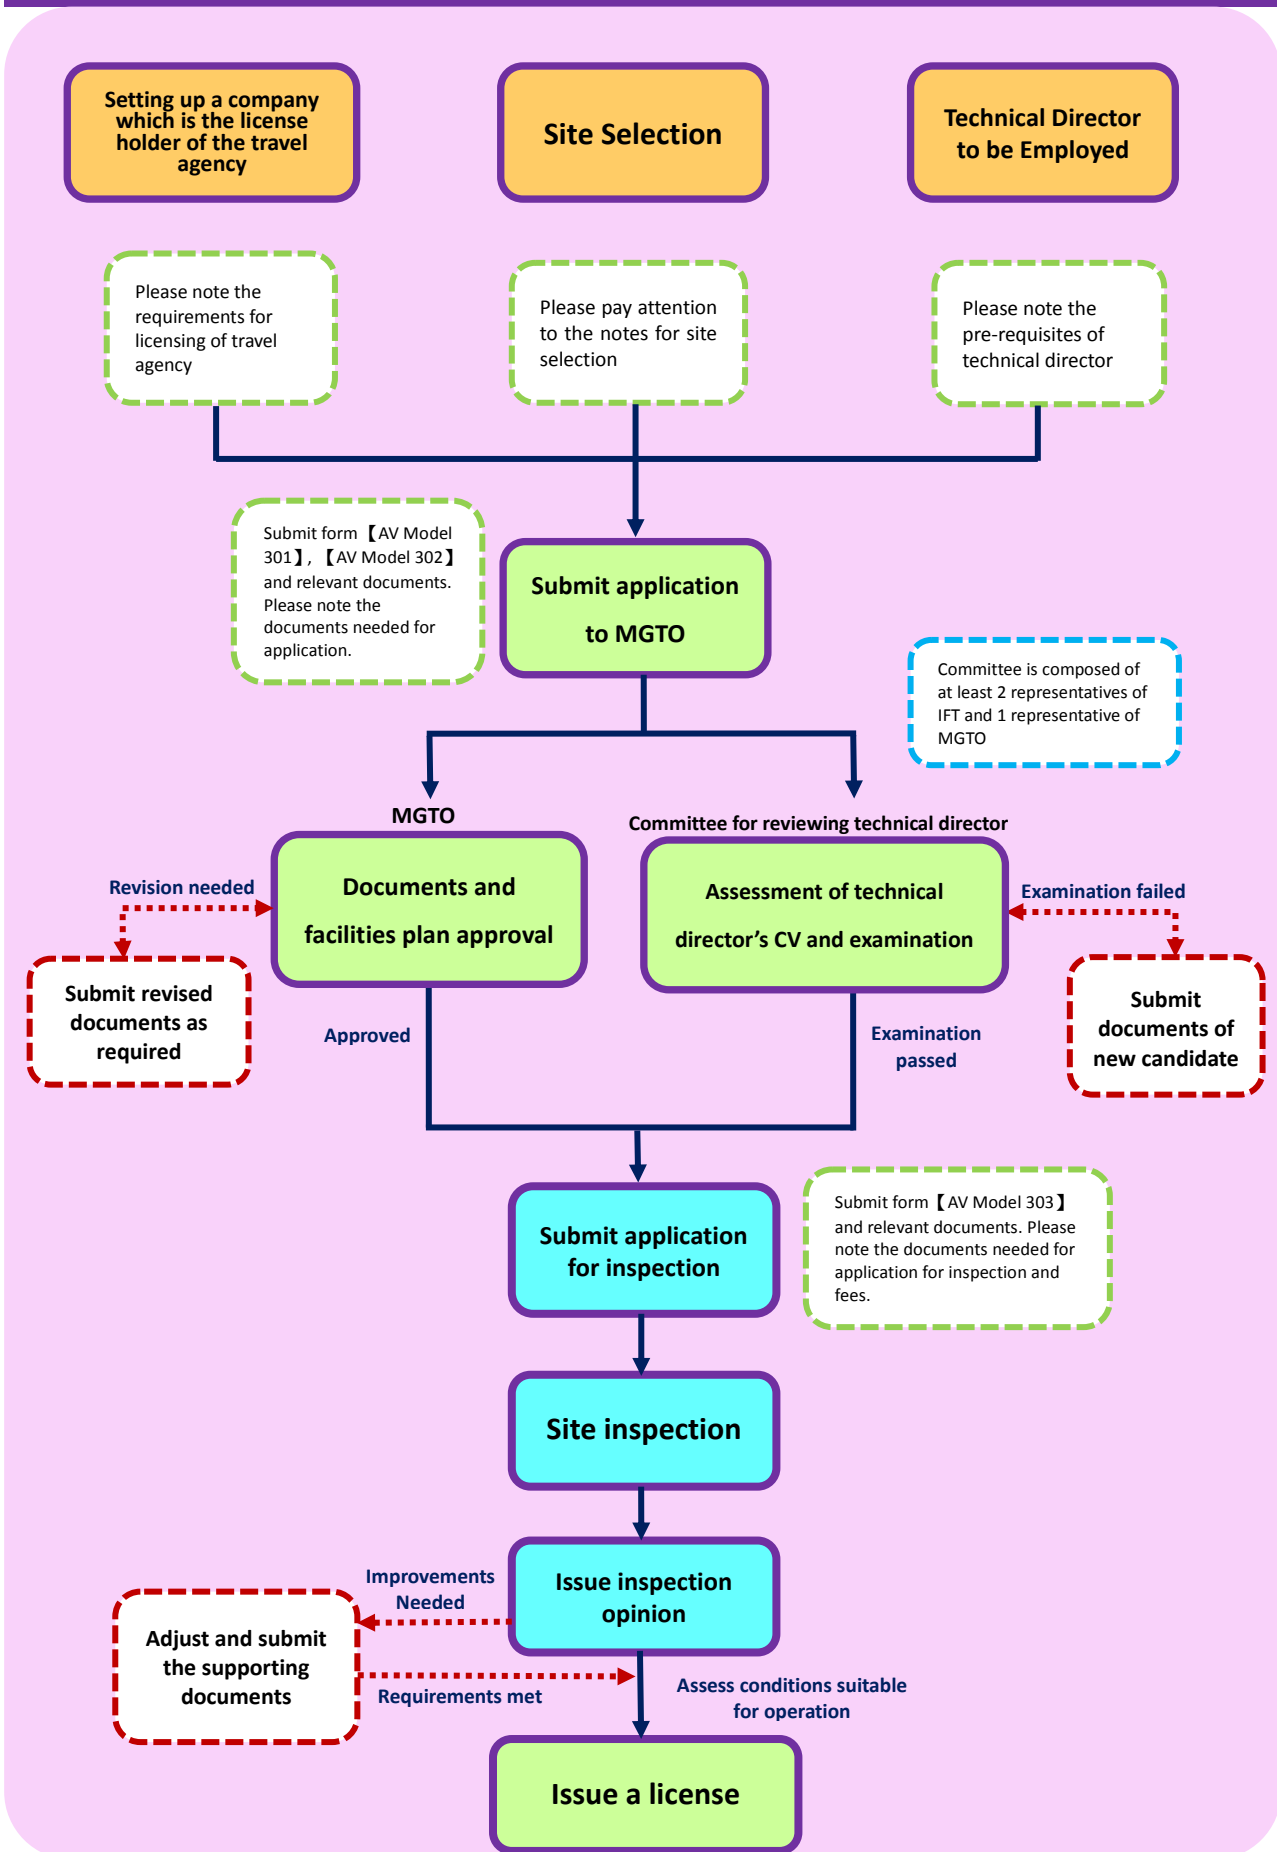 Setting up a company
which is the license
holder of the travel
agency
Site Selection
Technical Director
to be Employed
Please note the
requirements for
licensing of travel
agency
Please pay attention
to the notes for site
selection
Please note the
pre-requisites of
technical director
Submit form【AV Model
301】,【AV Model 302】
and relevant documents.
Please note the
documents needed for
application.
Submit application
to MGTO
Committee is composed of
at least 2 representatives of
IFT and 1 representative of
MGTO
MGTO
Committee for reviewing technical director
Revision needed
Documents and
facilities plan approval
Assessment of technical
director’s CV and examination
Examination failed
Submit revised
documents as
required
Submit
documents of
new candidate
Approved
Examination
passed
Submit application
for inspection
Submit form【AV Model 303】
and relevant documents. Please
note the documents needed for
application for inspection and
fees.
Site inspection
Improvements
Needed
Issue inspection
opinion
Adjust and submit
the supporting
documents
Requirements met
Assess conditions suitable
for operation
Issue a license